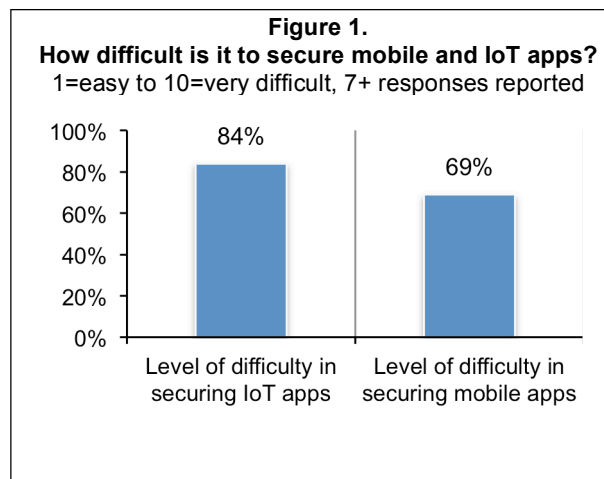 Figure 1.
How difficult is it to secure mobile and IoT apps?
1=easy to 10=very difficult, 7+ responses reported
100%
80%
60%
40%
20%
0%
84%
69%
Level of difficulty in
securing IoT apps
Level of difficulty in
securing mobile apps